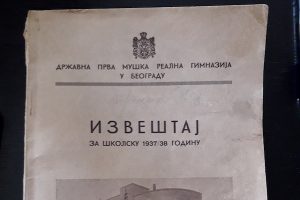 ДРЖАВНА ПРВА МУШКА РЕАЛНА ГИМНАЗИЈА
У БЕОГРАДУ
ИЗВЕШТАЈ
ЗА ШКОЛСКУ 1937/38 ГОДИНУ